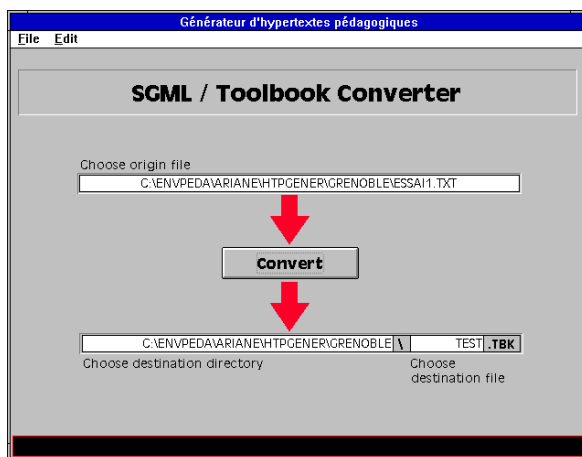 Générateur d'hypertextes pédagogiques
File Edit
SGML / Toolbook Converter
Choose origin file
C:\ENVPEDA\ARIANE\HTPGENER\GRENOBLE\ESSAI1.TXT
Convert
C:\ENVPEDA\ARIANE\HTPGENER\GRENOBLE \ TEST .TBK
Choose destination directory
Choose
destination file